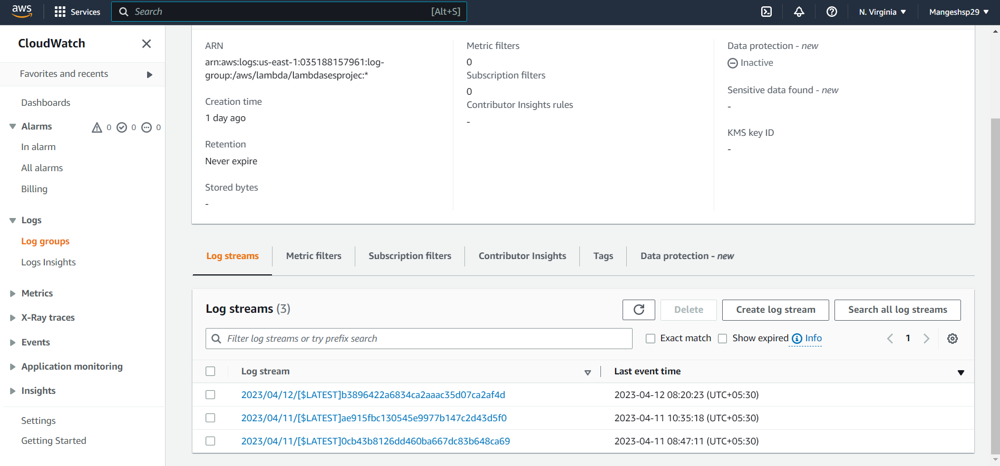 aws
Services
Search
[Alt+S]
N. Virginia
Mangeshsp29
CloudWatch
Favorites and recents
Dashboards
Alarms
0
0
0
In alarm
All alarms
Billing
Logs
Log groups
Logs Insights
Metrics
X-Ray traces
Events
Application monitoring
Insights
Settings
Getting Started
ARN
arn:aws:logs:us-east-1:035188157961:log-
group:/aws/lambda/lambdasesprojec:*
Creation time
1 day ago
Retention
Never expire
Stored bytes
-
Metric filters
0
Subscription filters
0
Contributor Insights rules
-
Data protection - new
Inactive
Sensitive data found - new
-
KMS key ID
-
Log streams
Metric filters
Subscription filters
Contributor Insights
Tags
Data protection - new
Log streams (3)
Delete
Create log stream
Search all log streams
Filter log streams or try prefix search
Exact match
Show expired
Info
1
Log stream
Last event time
2023/04/12/[$LATEST]b3896422a6834ca2aaac35d07ca2af4d
2023-04-12 08:20:23 (UTC+05:30)
2023/04/11/[$LATEST]ae915fbc130545e9977b147c2d43d5f0
2023-04-11 10:35:18 (UTC+05:30)
2023/04/11/[$LATEST]0cb43b8126dd460ba667dc83b648ca69
2023-04-11 08:47:11 (UTC+05:30)